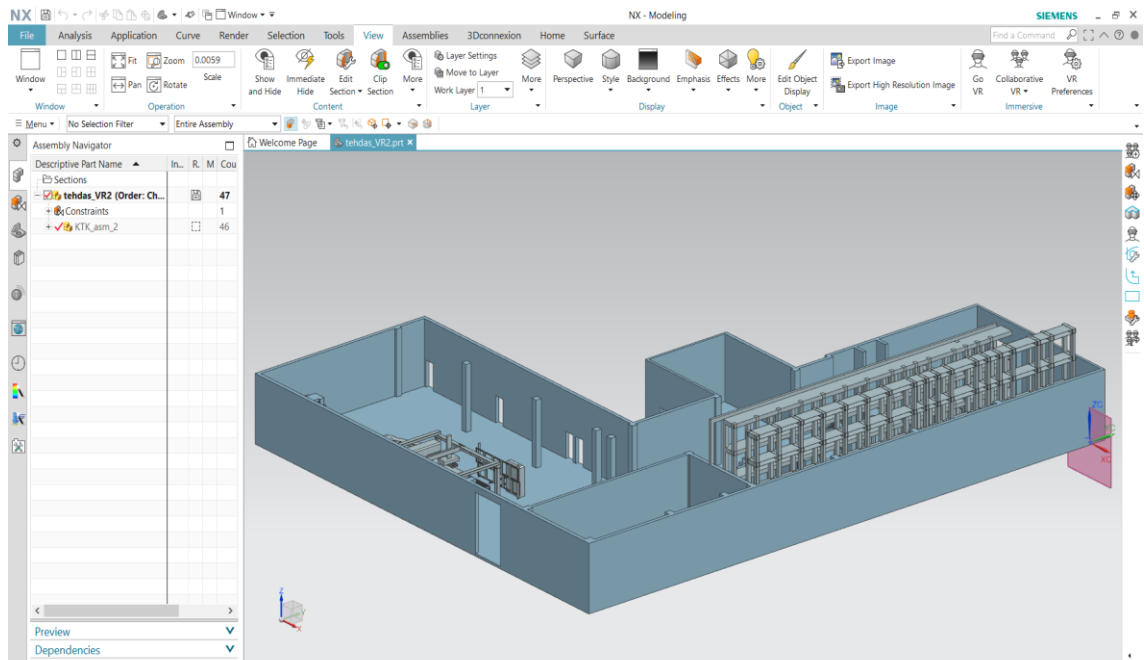 NX Window NX - Modeling SIEMENS
File Analysis Application Curve Render Selection Tools View Assemblies 3Dconnexion Home Surface Find a Command
Fit Zoom 0.0059 Layer Settings Export Image
Move to Layer
Window Pan Rotate Scale Show and Hide Immediate Hide Edit Section Clip Section More Work Layer 1 More Perspective Style Background Emphasis Effects More Edit Object Display Export High Resolution Image Go VR Collaborative VR VR Preferences
Window Operation Content Layer Display Object Image Immersive
Menu No Selection Filter Entire Assembly
Assembly Navigator Welcome Page tehdas_VR2.prt
Descriptive Part Name In... R. M Cou
Sections
tehdas_VR2 (Order: Ch... 47
Constraints 1
KTK_asm_2 46
ZC
YC
XC
Z
Y
X
Preview
Dependencies